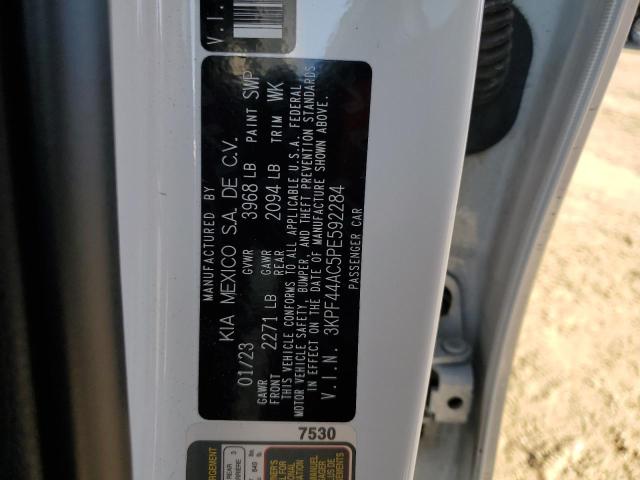 V.I.
MANUFACTURED BY
KIA MEXICO S.A. DE C.V.
01/23 GVWR 3968 LB PAINT SWP
GAWR FRONT 2271 LB GAWR REAR 2094 LB TRIM WK
THIS VEHICLE CONFORMS TO ALL APPLICABLE U.S.A. FEDERAL
MOTOR VEHICLE SAFETY, BUMPER, AND THEFT PREVENTION STANDARDS
IN EFFECT ON THE DATE OF MANUFACTURE SHOWN ABOVE.
V.I.N. 3KPF44AC5PE592284
PASSENGER CAR
7530
REAR 3